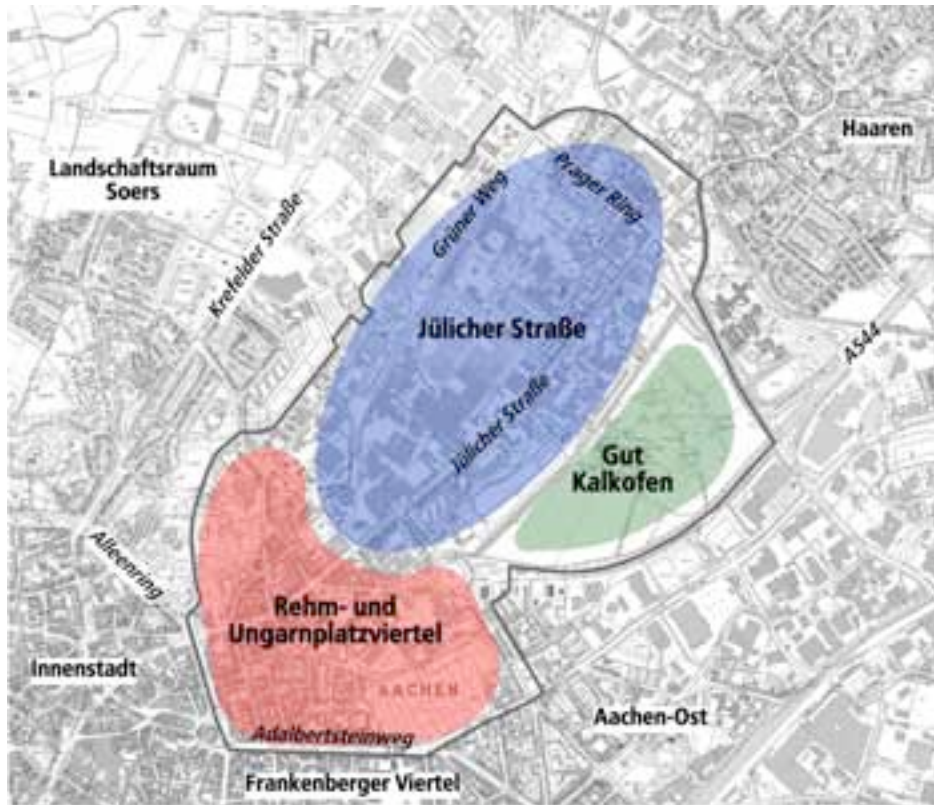 Haaren
Landschaftsraum
Soers
Prager Ring
Grüner Weg
Krefelder Straße
Jülicher Straße
A544
Jülicher Straße
Gut
Kalkofen
Alleenring
Rehm- und
Ungarnplatzviertel
Innenstadt
AACHEN
Aachen-Ost
Adalbertsteinweg
Frankenberger Viertel